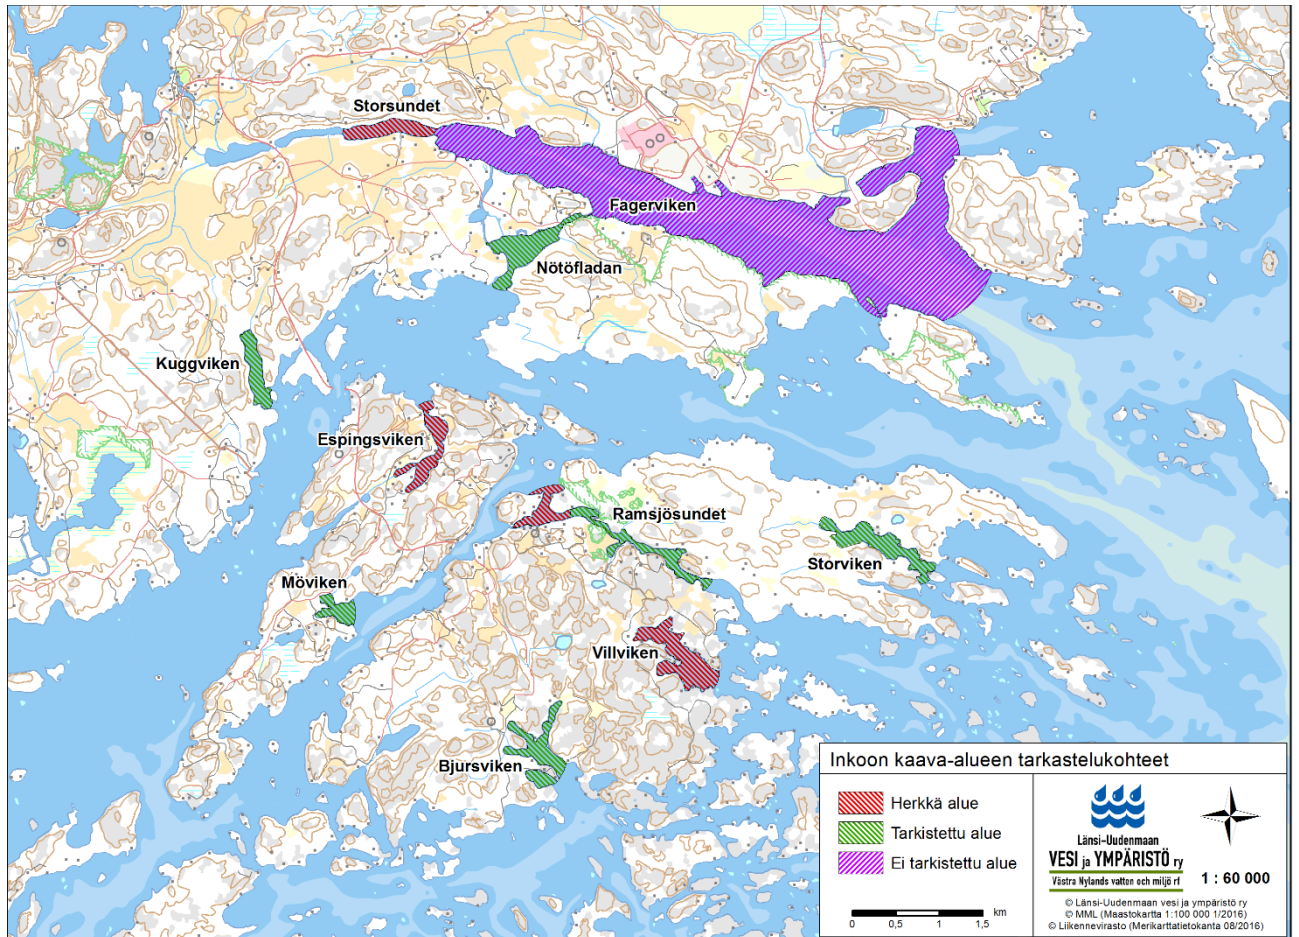 Storsundet
Fagerviken
Nötöfladan
Kuggviken
Espingsviken
Ramsjösundet
Storviken
Möviken
Villviken
Bjursviken
Inkoon kaava-alueen tarkastelukohteet
Herkkä alue
Tarkistettu alue
Ei tarkistettu alue
0 0,5 1 1,5 km
Länsi-Uudenmaan
VESI ja YMPÄRISTÖ ry
Västra Nylands vatten och miljö rf
1 : 60 000
© Länsi-Uudenmaan vesi ja ympäristö ry
© MML (Maastokartta 1:100 000 1/2016)
© Liikennevirasto (Merikarttatietokanta 08/2016)